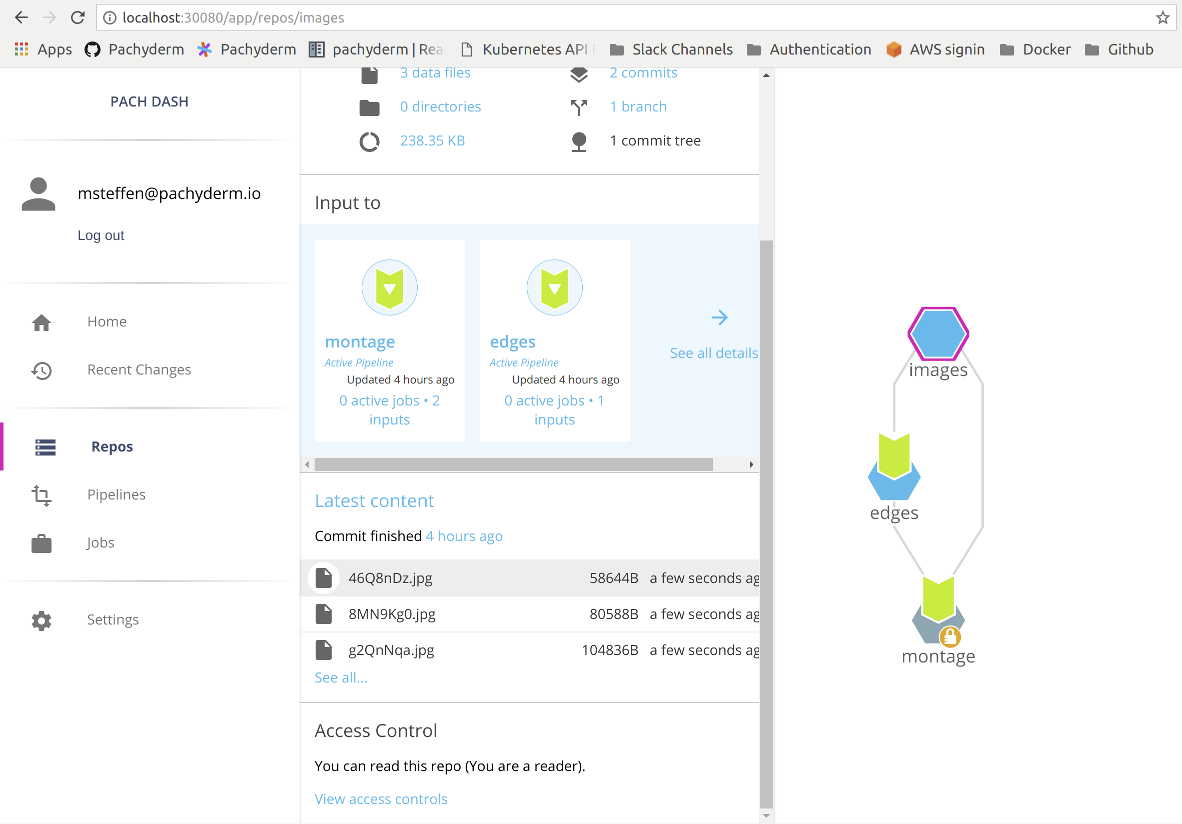 localhost:30080/app/repos/images
Apps Pachyderm Pachyderm pachyderm | Rea Kubernetes API Slack Channels Authentication AWS signin Docker Github
PACH DASH
msteffen@pachyderm.io
Log out
Home
Recent Changes
Repos
Pipelines
Jobs
Settings
3 data files 2 commits
0 directories 1 branch
238.35 KB 1 commit tree
Input to
montage
Active Pipeline
Updated 4 hours ago
0 active jobs • 2
inputs
edges
Active Pipeline
Updated 4 hours ago
0 active jobs • 1
inputs
See all details
Latest content
Commit finished 4 hours ago
46Q8nDz.jpg 58644B a few seconds ag
8MN9Kg0.jpg 80588B a few seconds ag
g2QnNqa.jpg 104836B a few seconds ag
See all...
Access Control
You can read this repo (You are a reader).
View access controls
images
edges
montage